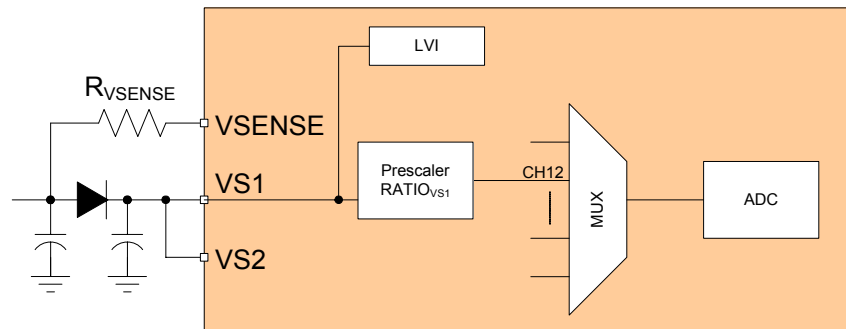 LVI
RVSENSE
VSENSE
VS1
Prescaler
RATIOVS1
CH12
MUX
ADC
VS2